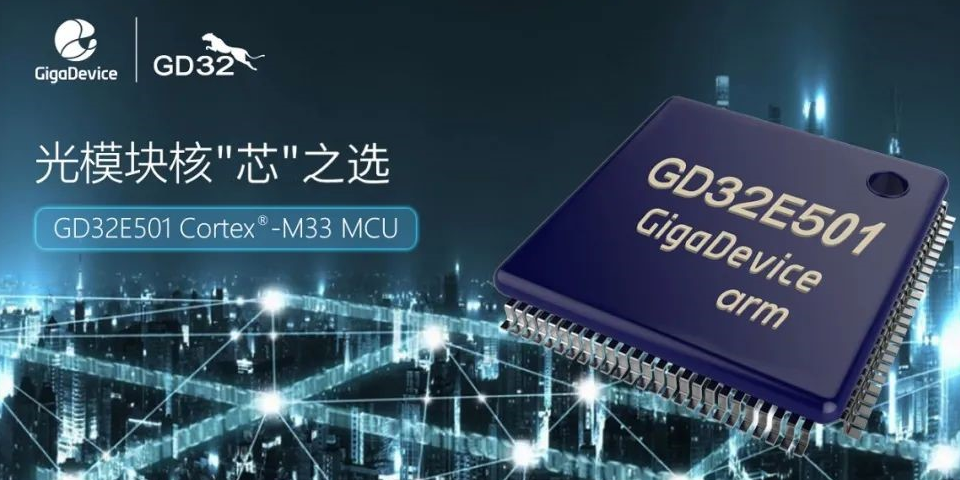 GigaDevice
GD32
光模块核"芯"之选
GD32E501 Cortex®-M33 MCU
GD32E501
GigaDevice
arm